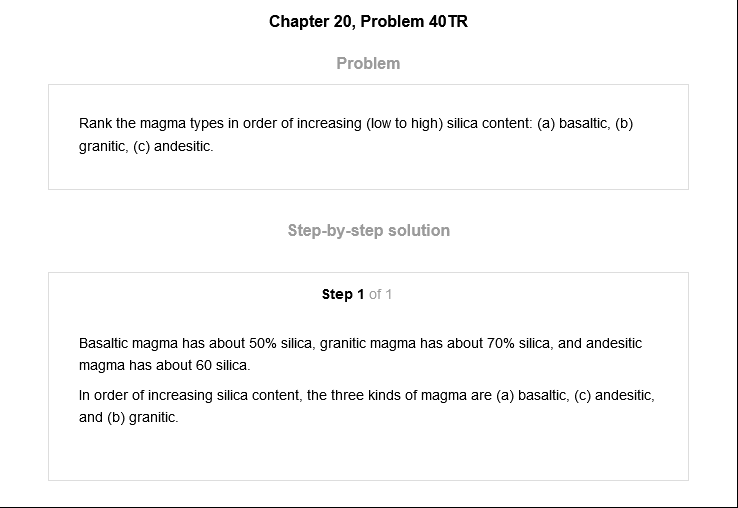 Chapter 20, Problem 40TR
Problem
Rank the magma types in order of increasing (low to high) silica content: (a) basaltic, (b)
granitic, (c) andesitic.
Step-by-step solution
Step 1 of 1
Basaltic magma has about 50% silica, granitic magma has about 70% silica, and andesitic
magma has about 60 silica.
In order of increasing silica content, the three kinds of magma are (a) basaltic, (c) andesitic,
and (b) granitic.